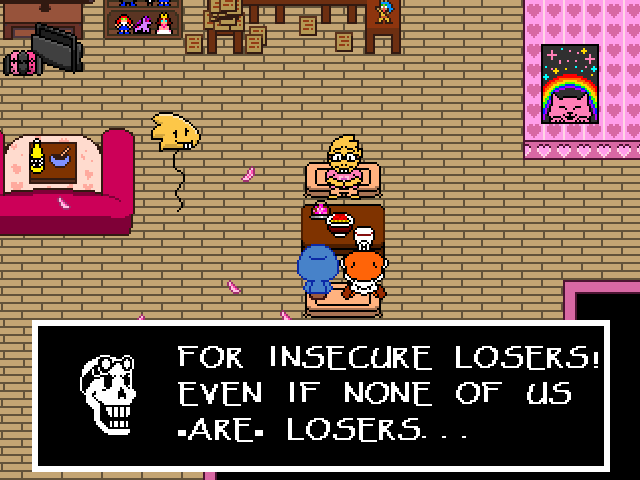 FOR INSECURE LOSERS!
EVEN IF NONE OF US
-ARE- LOSERS...